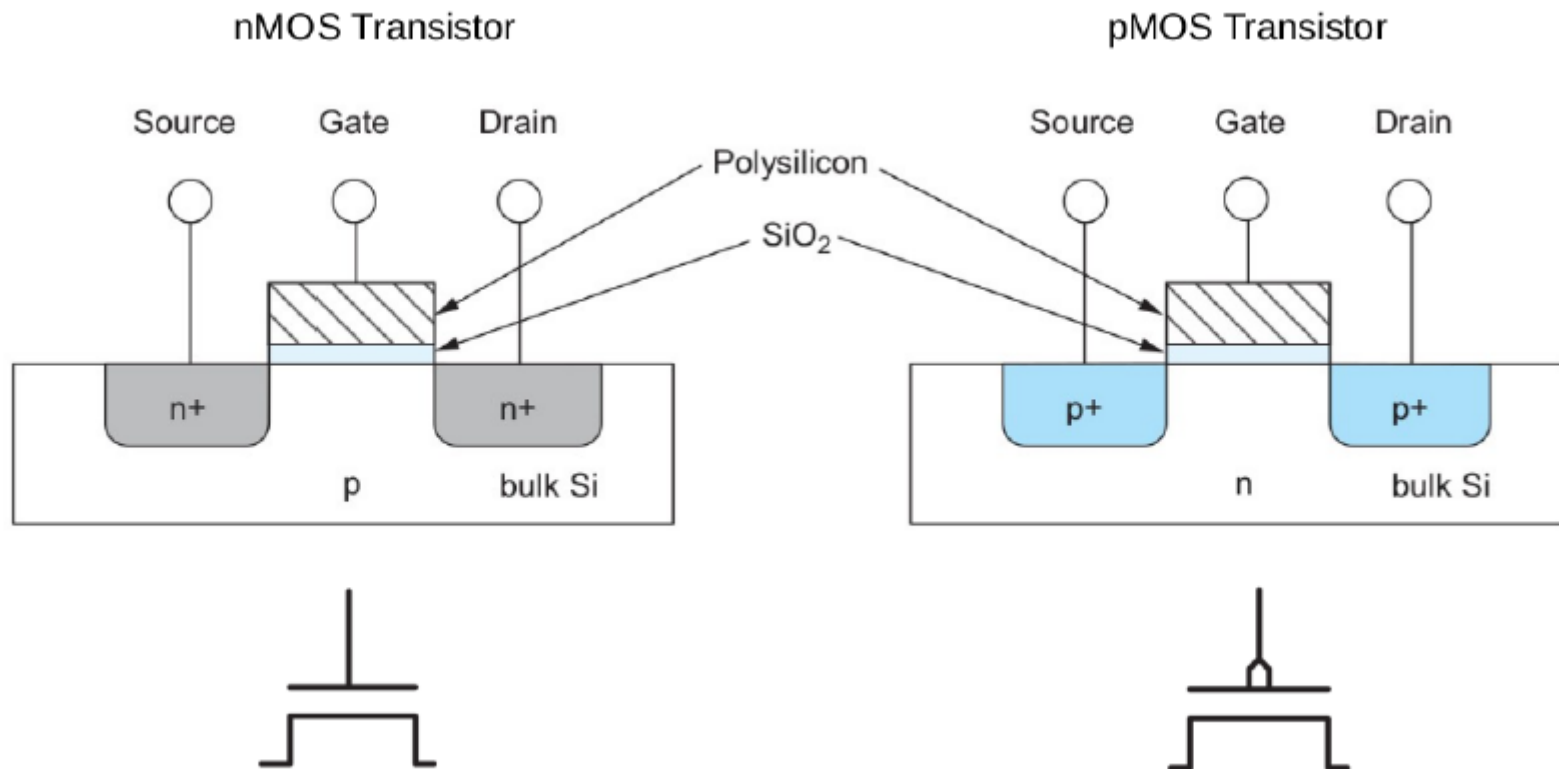 nMOS Transistor
pMOS Transistor
Source Gate Drain
Source Gate Drain
Polysilicon
SiO₂
n+ n+
p+ p+
p bulk Si
n bulk Si